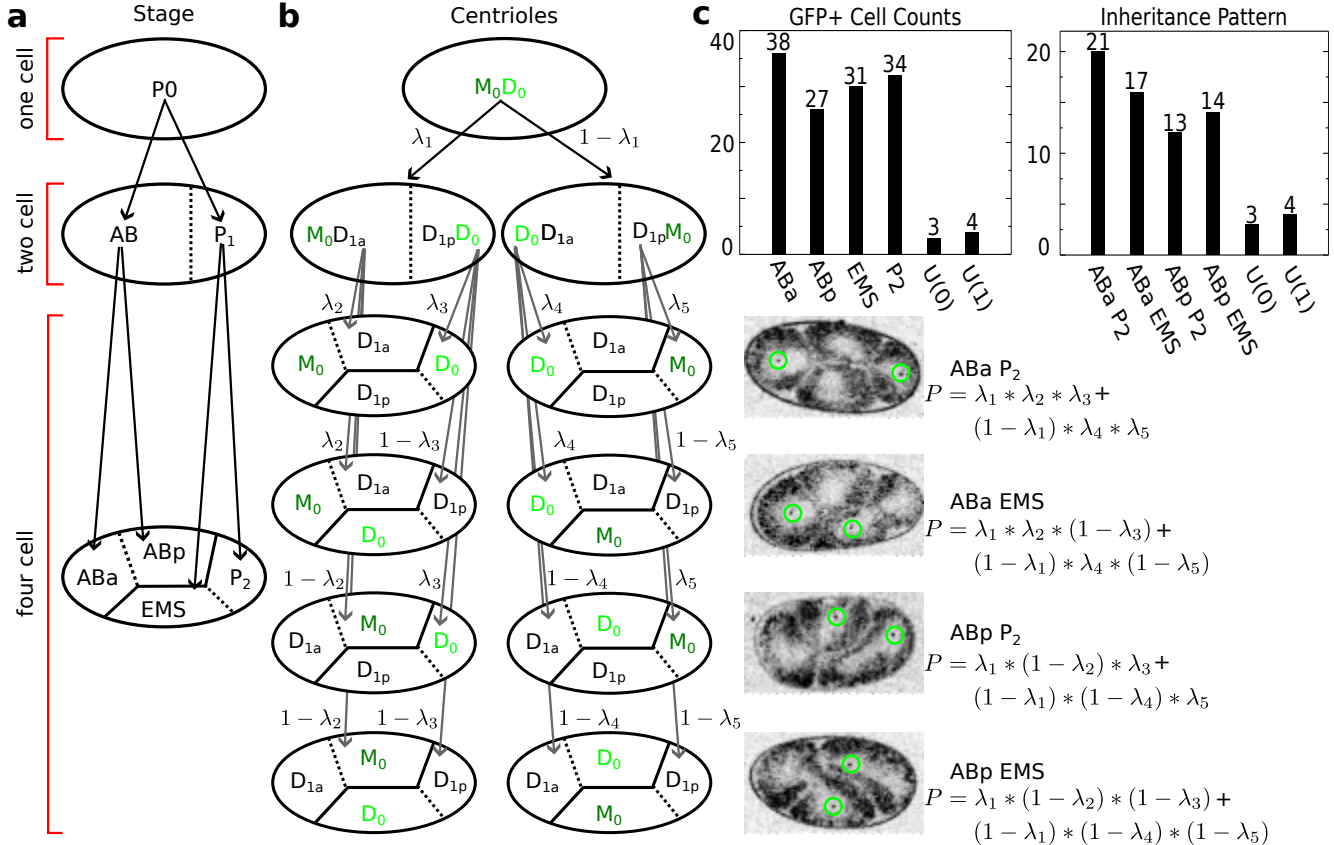 a
Stage
one cell
P0
two cell
AB
P₁
four cell
ABa
ABp
EMS
P₂
b
Centrioles
M₀D₀
λ₁
1 − λ₁
M₀D₁ₐ
D₁ₚD₀
D₀D₁ₐ
D₁ₚM₀
λ₂
λ₃
λ₄
λ₅
D₁ₐ
M₀
D₀
D₁ₚ
D₁ₐ
D₀
M₀
D₁ₚ
λ₂
1 − λ₃
λ₄
1 − λ₅
D₁ₐ
M₀
D₁ₚ
D₀
D₁ₐ
D₀
D₁ₚ
M₀
1 − λ₂
λ₃
1 − λ₄
λ₅
M₀
D₁ₐ
D₀
D₁ₚ
D₀
D₁ₐ
M₀
D₁ₚ
1 − λ₂
1 − λ₃
1 − λ₄
1 − λ₅
M₀
D₁ₐ
D₁ₚ
D₀
D₀
D₁ₐ
D₁ₚ
M₀
c
GFP+ Cell Counts
40
20
0
38
27
31
34
3
4
ABa
ABp
EMS
P2
U(0)
U(1)
Inheritance Pattern
20
10
0
21
17
13
14
3
4
ABa P2
ABa EMS
ABp P2
ABp EMS
U(0)
U(1)
ABa P₂
P = λ₁ ∗ λ₂ ∗ λ₃ +
(1 − λ₁) ∗ λ₄ ∗ λ₅
ABa EMS
P = λ₁ ∗ λ₂ ∗ (1 − λ₃) +
(1 − λ₁) ∗ λ₄ ∗ (1 − λ₅)
ABp P₂
P = λ₁ ∗ (1 − λ₂) ∗ λ₃ +
(1 − λ₁) ∗ (1 − λ₄) ∗ λ₅
ABp EMS
P = λ₁ ∗ (1 − λ₂) ∗ (1 − λ₃) +
(1 − λ₁) ∗ (1 − λ₄) ∗ (1 − λ₅)